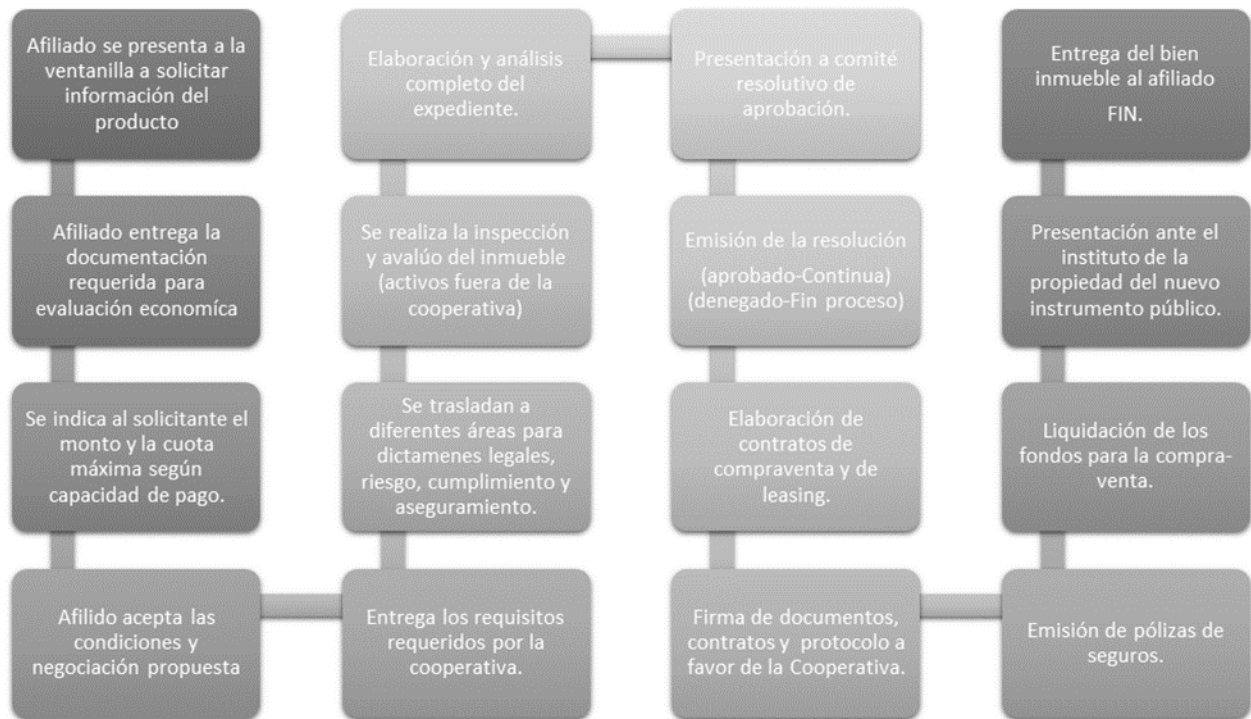 Afiliado se presenta a la
ventanilla a solicitar
información del
producto
Afiliado entrega la
documentación
requerida para
evaluación economíca
Se indica al solicitante el
monto y la cuota
máxima según
capacidad de pago.
Afilido acepta las
condiciones y
negociación propuesta
Entrega los requisitos
requeridos por la
cooperativa.
Se trasladan a
diferentes áreas para
dictamenes legales,
riesgo, cumplimiento y
aseguramiento.
Se realiza la inspección
y avalúo del inmueble
(activos fuera de la
cooperativa)
Elaboración y análisis
completo del
expediente.
Presentación a comité
resolutivo de
aprobación.
Emisión de la resolución
(aprobado-Continua)
(denegado-Fin proceso)
Elaboración de
contratos de
compraventa y de
leasing.
Firma de documentos,
contratos y protocolo a
favor de la Cooperativa.
Emisión de pólizas de
seguros.
Liquidación de los
fondos para la compra-
venta.
Presentación ante el
instituto de la
propiedad del nuevo
instrumento público.
Entrega del bien
inmueble al afiliado
FIN.